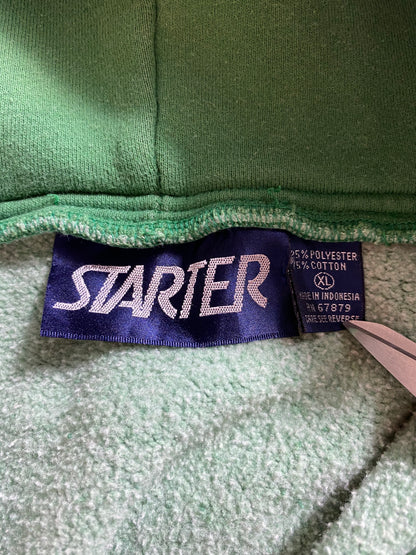 STARTER
25% POLYESTER
75% COTTON
XL
MADE IN INDONESIA
RN 67879
CARE SEE REVERSE